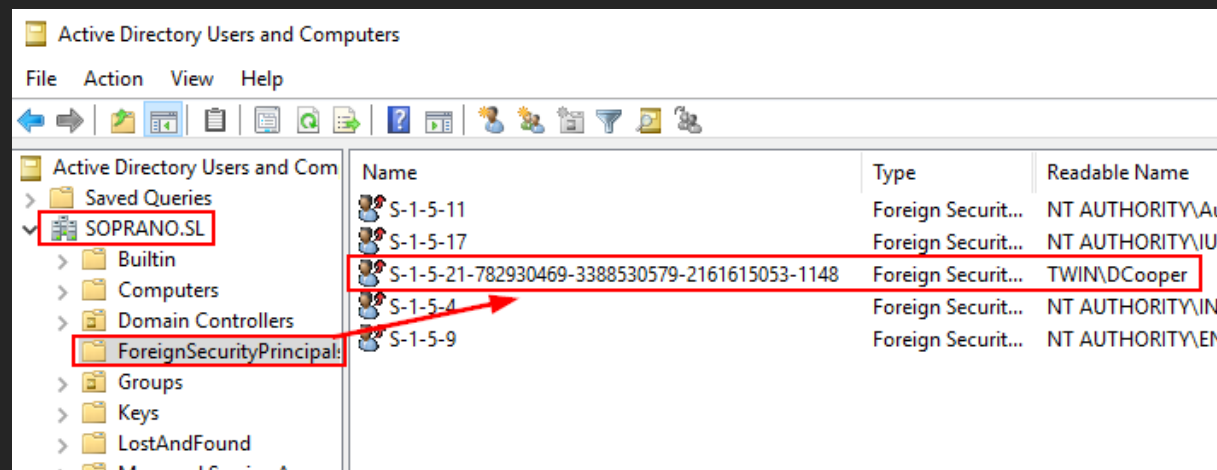 Active Directory Users and Computers
File Action View Help
Active Directory Users and Com
Saved Queries
SOPRANO.SL
Builtin
Computers
Domain Controllers
ForeignSecurityPrincipals
Groups
Keys
LostAndFound
Name Type Readable Name
S-1-5-11 Foreign Securit... NT AUTHORITY\Au
S-1-5-17 Foreign Securit... NT AUTHORITY\IU
S-1-5-21-782930469-3388530579-2161615053-1148 Foreign Securit... TWIN\DCooper
S-1-5-4 Foreign Securit... NT AUTHORITY\IN
S-1-5-9 Foreign Securit... NT AUTHORITY\EN